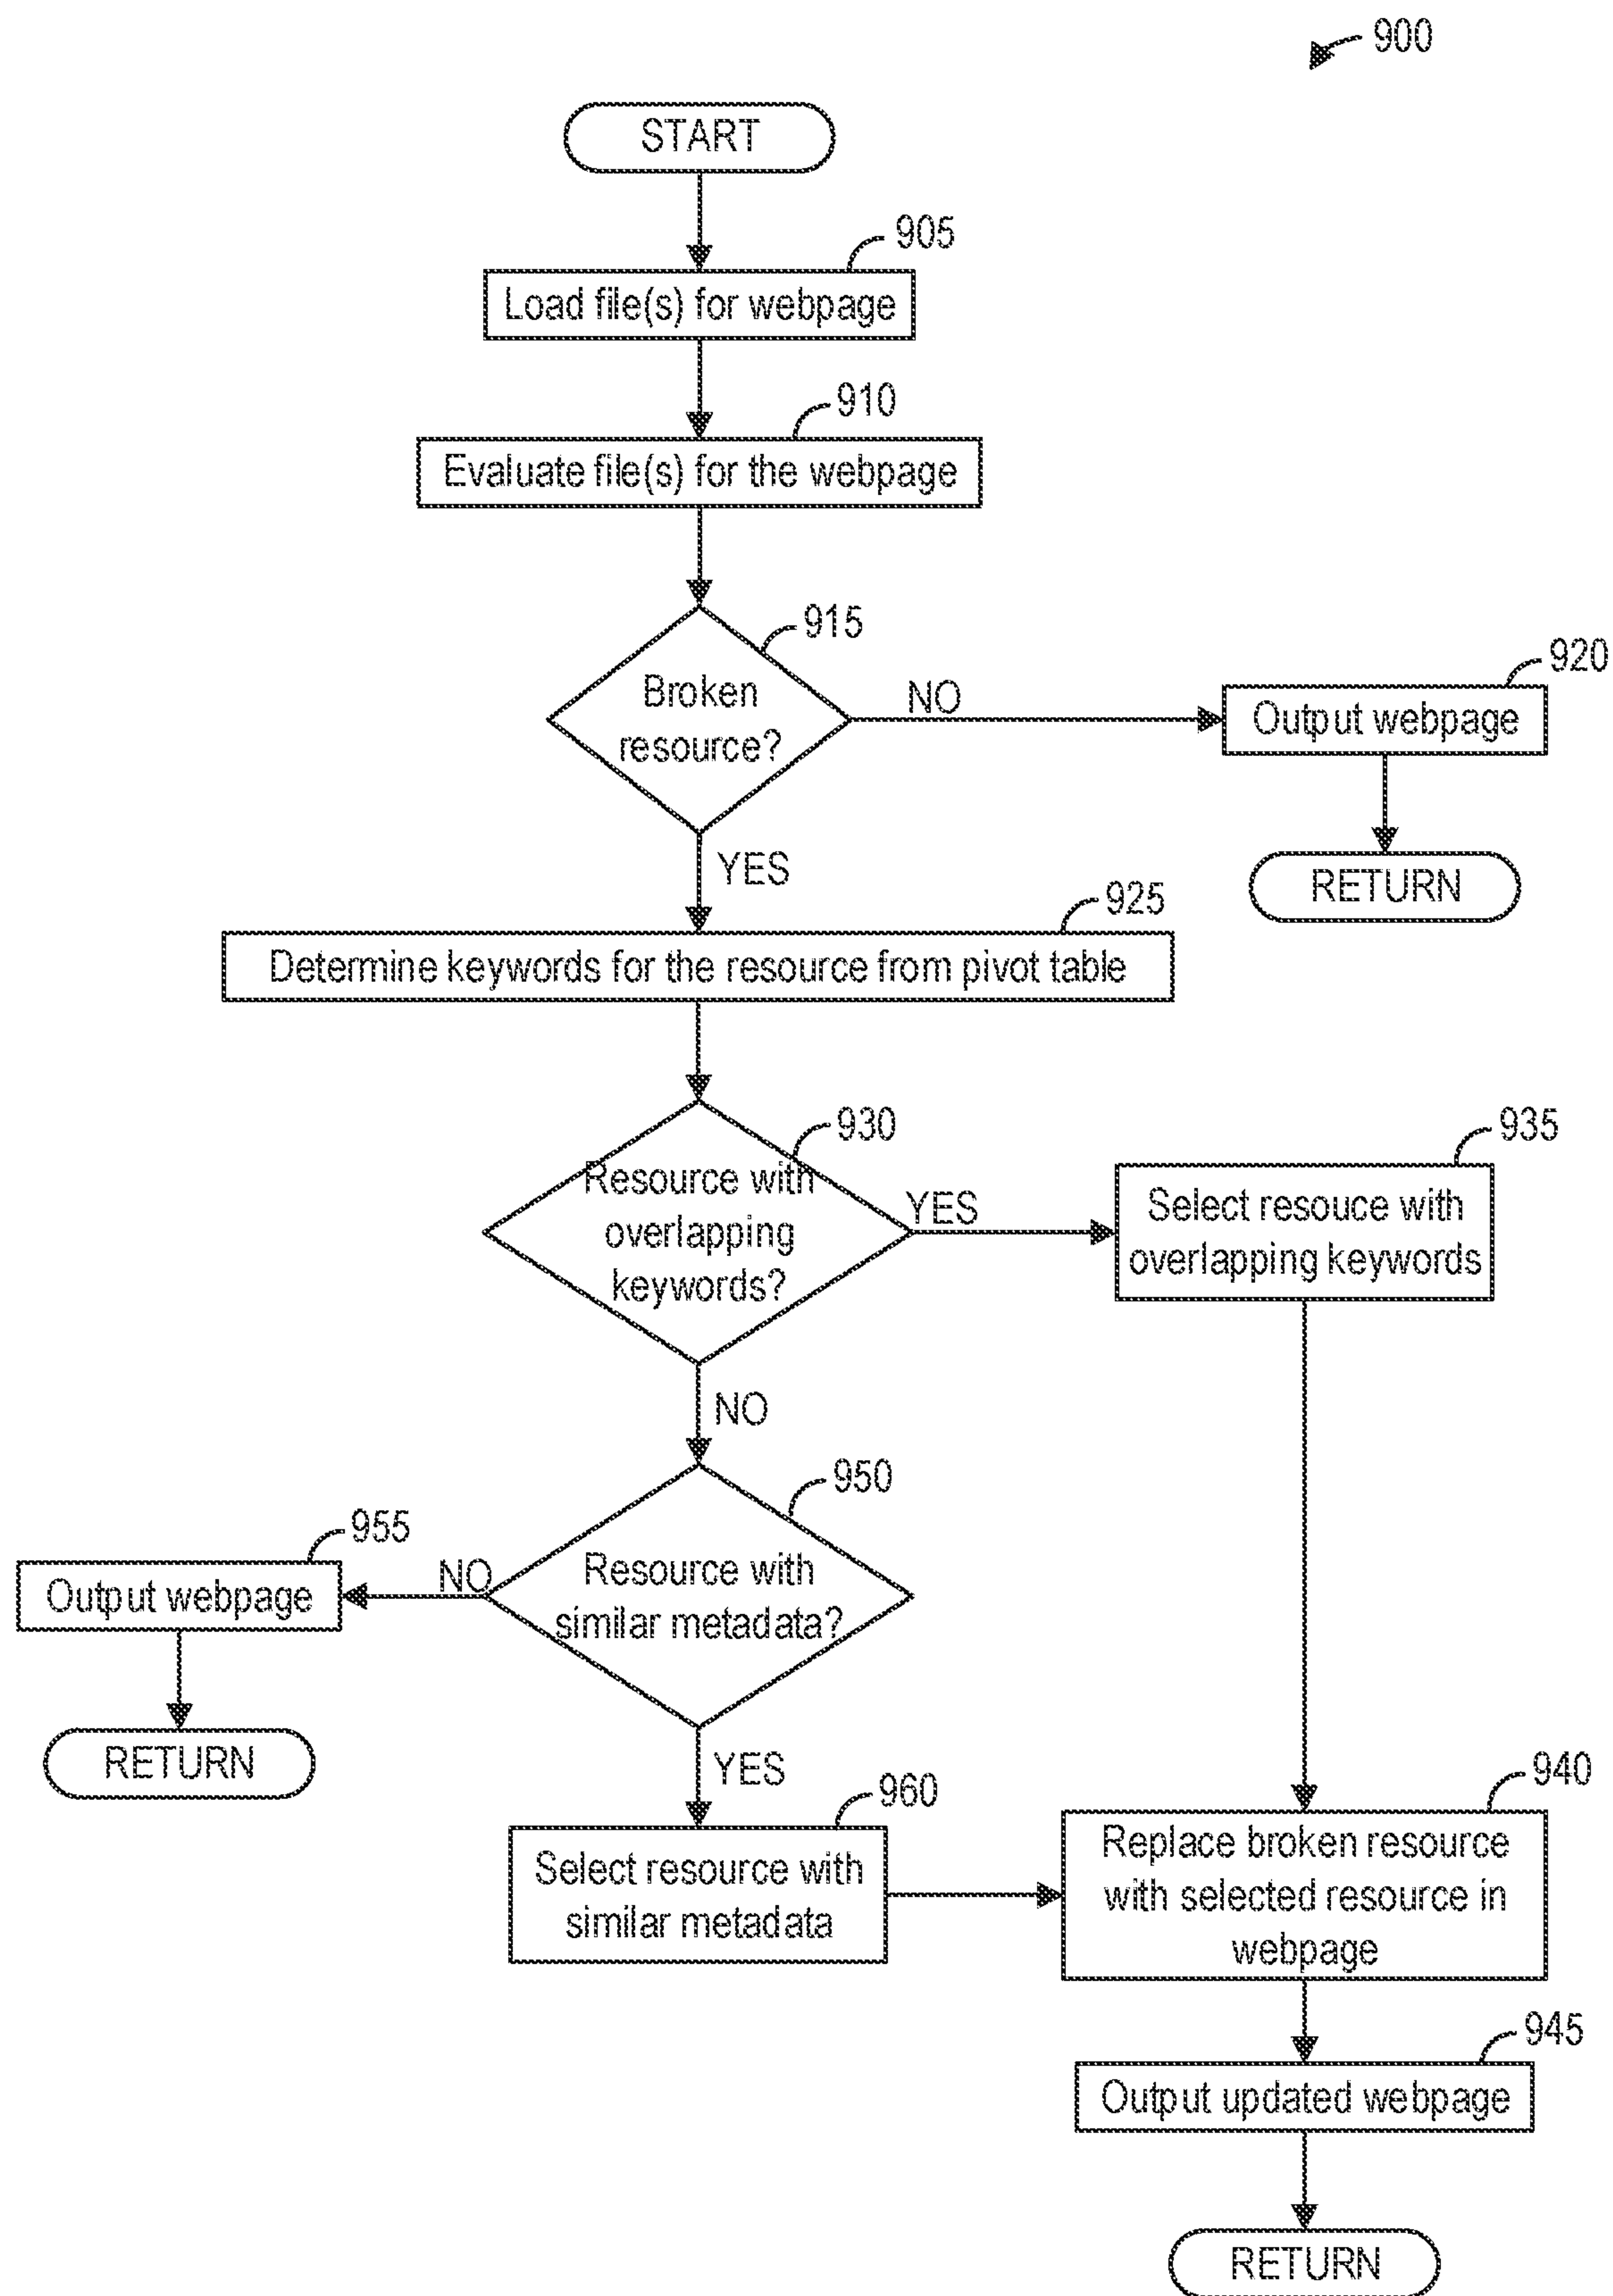 900
START
905
Load file(s) for webpage
910
Evaluate file(s) for the webpage
915
Broken
resource?
NO
920
Output webpage
RETURN
YES
925
Determine keywords for the resource from pivot table
930
Resource with
overlapping
keywords?
YES
935
Select resouce with
overlapping keywords
NO
950
Resource with
similar metadata?
NO
955
Output webpage
RETURN
YES
960
Select resource with
similar metadata
940
Replace broken resource
with selected resource in
webpage
945
Output updated webpage
RETURN